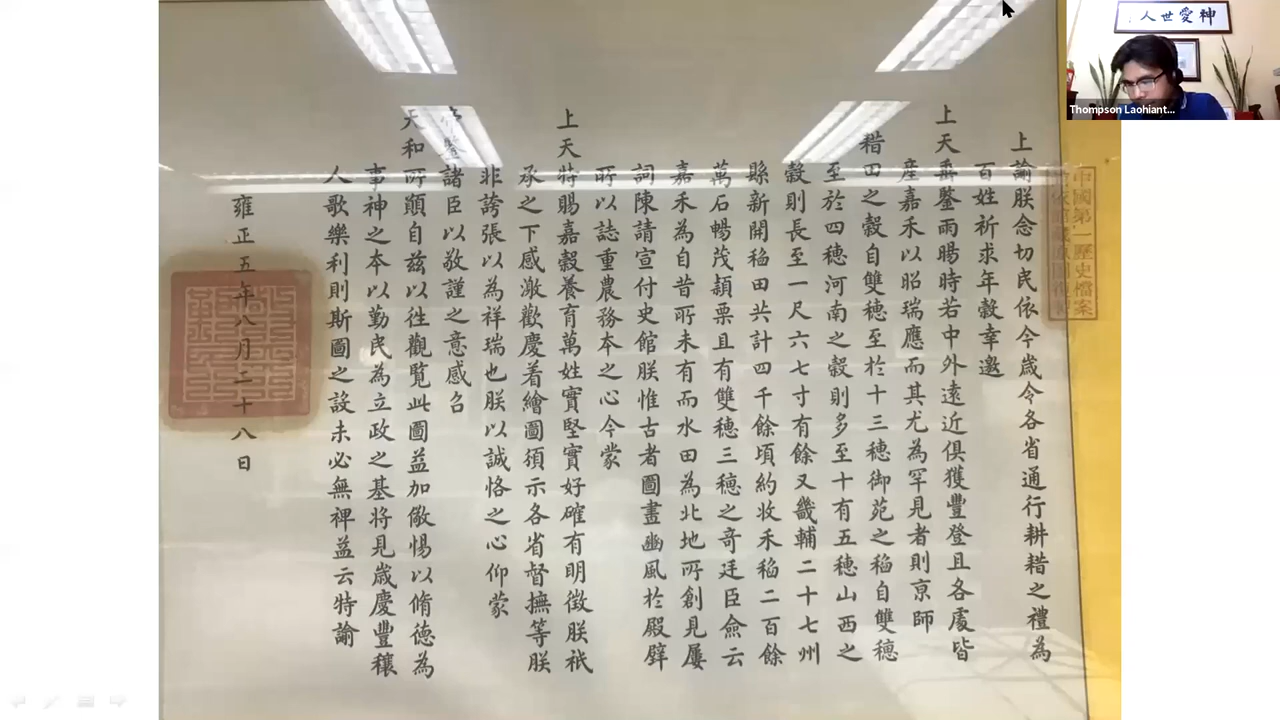 上諭朕念切民依今歲令各省通行耕耤之禮為
百姓祈求年穀幸邀
上天垂鑒雨暘時若中外遠近俱獲豐登且各處皆
產嘉禾以昭瑞應而其尤為罕見者則京師
耤田之穀自雙穗至於十三穗御苑之稻自雙穗
至於四穗河南之穀則多至十有五穗山西之
穀則長至一尺六七寸有餘又畿輔二十七州
縣新開稻田共計四千餘頃約收禾稻二百餘
萬石暢茂穎栗且有雙穗三穗之奇廷臣僉云
嘉禾為自昔所未有而水田為北地所創見屢
詞陳請宣付史館朕惟古者圖畫豳風於殿壁
所以誌重農務本之心今蒙
上天特賜嘉穀養育萬姓實堅實好確有明徵朕祇
承之下感激歡慶着繪圖頒示各省督撫等朕
非誇張以為祥瑞也朕以誠恪之心仰蒙
帝鑒諸臣以敬謹之意感召
天和所願自茲以往觀覽此圖益加儆惕以脩德為
事神之本以勤民為立政之基將見歲慶豐穰
人歌樂利則斯圖之設未必無裨益云特諭
雍正五年八月二十八日
中國第一歷史檔案
神愛世人
Thompson Laohiant...